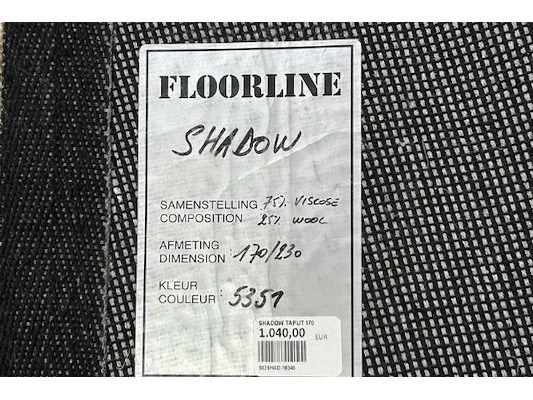 FLOORLINE
SHADOW
SAMENSTELLING 75% VISCOSE
COMPOSITION 25% WOOL
AFMETING
DIMENSION : 170/230
KLEUR
COULEUR : 5351
SHADOW TAPIJT 170
1.040,00 EUR